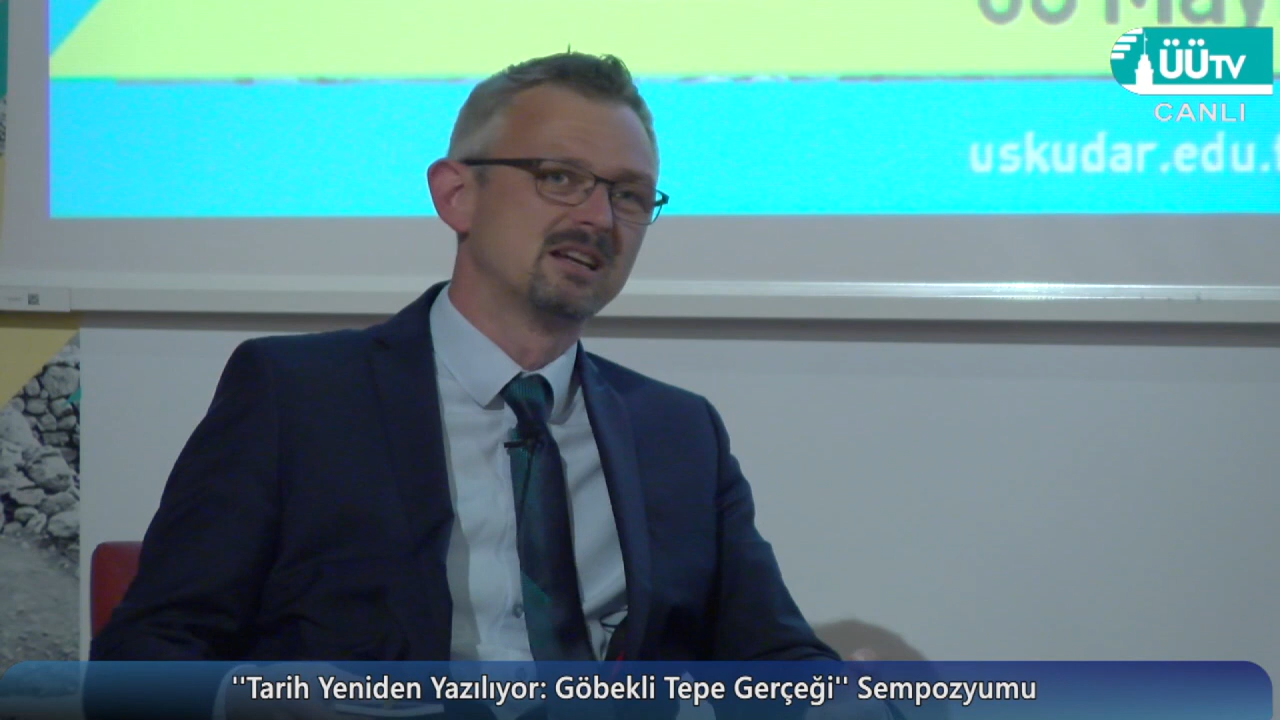 ÜÜTV
CANLI
uskudar.edu.
''Tarih Yeniden Yazılıyor: Göbekli Tepe Gerçeği'' Sempozyumu